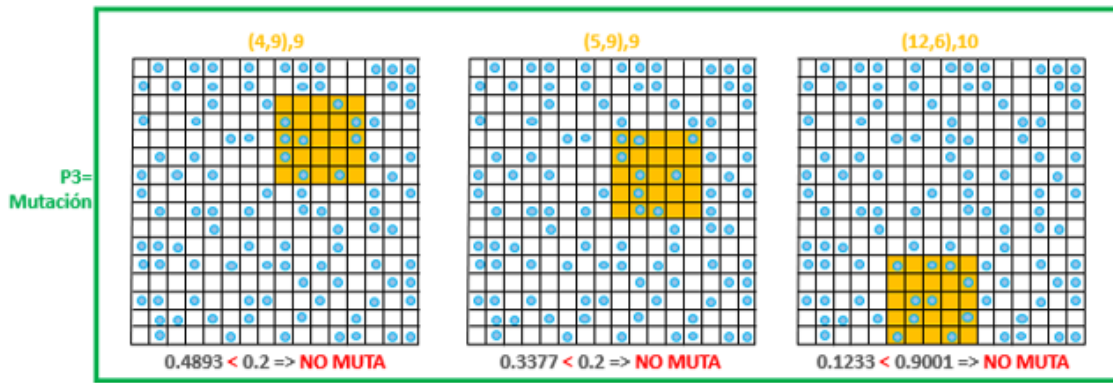 (4,9),9
(5,9),9
(12,6),10
P3=
Mutación
0.4893 < 0.2 => NO MUTA
0.3377 < 0.2 => NO MUTA
0.1233 < 0.9001 => NO MUTA